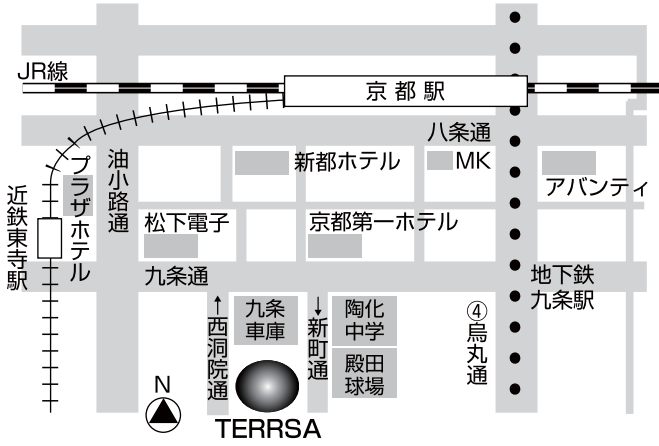 JR線
京都駅
八条通
新都ホテル
MK
アバンティ
プラザホテル
油小路通
近鉄東寺駅
松下電子
京都第一ホテル
九条通
地下鉄
九条駅
↑西洞院通
九条
車庫
↓新町通
陶化
中学
殿田
球場
④烏丸通
N
TERRSA